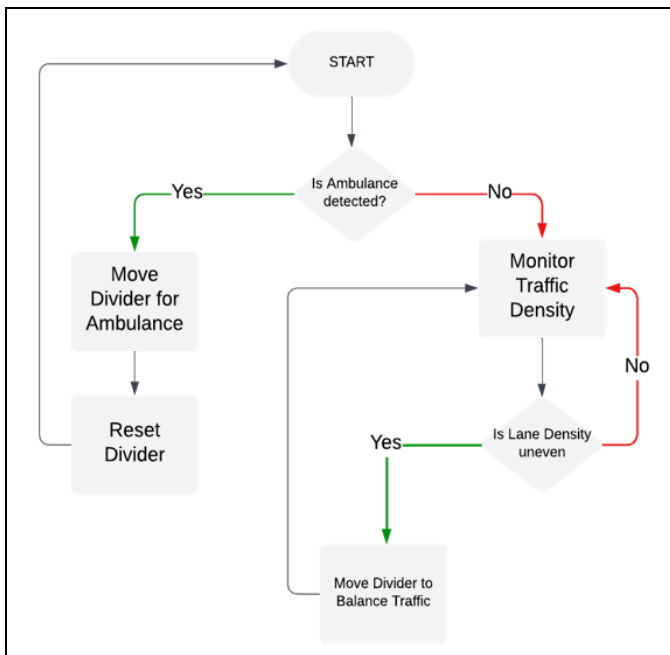 START
Is Ambulance
detected?
Yes
No
Move
Divider for
Ambulance
Monitor
Traffic
Density
No
Reset
Divider
Yes
Is Lane Density
uneven
Move Divider to
Balance Traffic